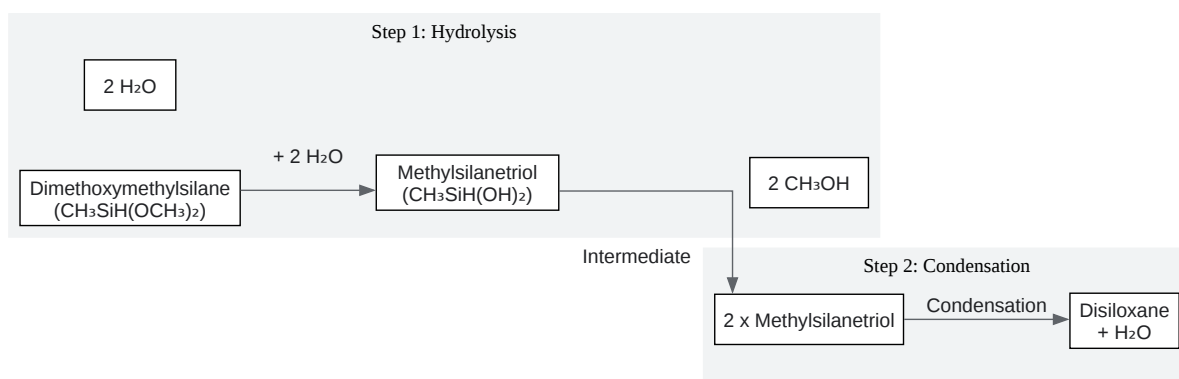 Step 1: Hydrolysis
2 H₂O
+ 2 H₂O
Dimethoxymethylsilane
(CH₃SiH(OCH₃)₂)
Methylsilanetriol
(CH₃SiH(OH)₂)
2 CH₃OH
Intermediate
Step 2: Condensation
2 x Methylsilanetriol
Condensation
Disiloxane
+ H₂O